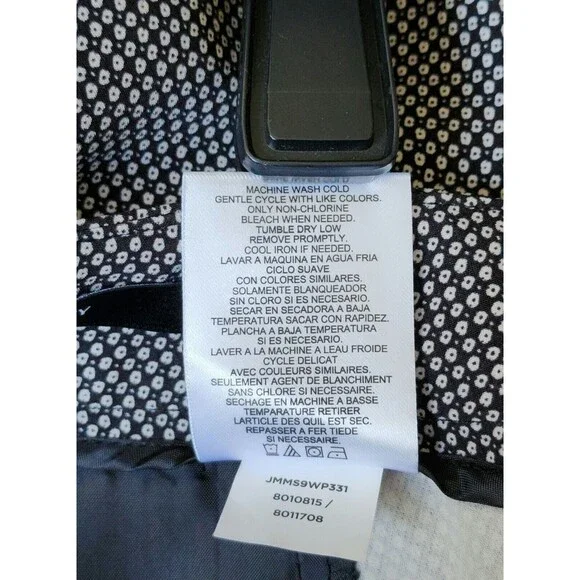 MACHINE WASH COLD
GENTLE CYCLE WITH LIKE COLORS.
ONLY NON-CHLORINE
BLEACH WHEN NEEDED.
TUMBLE DRY LOW
REMOVE PROMPTLY.
COOL IRON IF NEEDED.
LAVAR A MAQUINA EN AGUA FRIA
CICLO SUAVE
CON COLORES SIMILARES.
SOLAMENTE BLANQUEADOR
SIN CLORO SI ES NECESARIO.
SECAR EN SECADORA A BAJA
TEMPERATURA SACAR CON RAPIDEZ.
PLANCHA A BAJA TEMPERATURA
SI ES NECESARIO.
LAVER A LA MACHINE A LEAU FROIDE
CYCLE DELICAT
AVEC COULEURS SIMILAIRES.
SEULEMENT AGENT DE BLANCHIMENT
SANS CHLORE SI NECESSAIRE.
SECHAGE EN MACHINE A BASSE
TEMPARATURE RETIRER
LARTICLE DES QUIL EST SEC.
REPASSER A FER TIEDE
SI NECESSAIRE.
JMMS9WP331
8010815 /
8011708